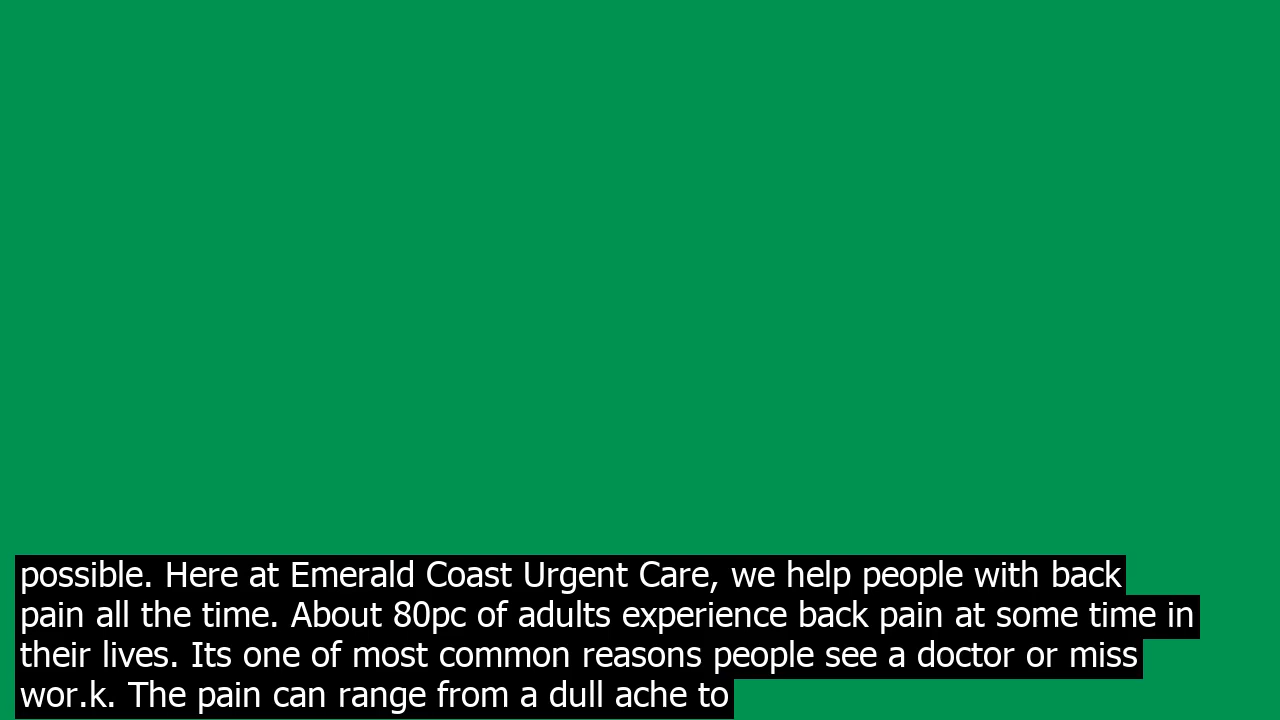 possible. Here at Emerald Coast Urgent Care, we help people with back
pain all the time. About 80pc of adults experience back pain at some time in
their lives. Its one of most common reasons people see a doctor or miss
wor.k. The pain can range from a dull ache to